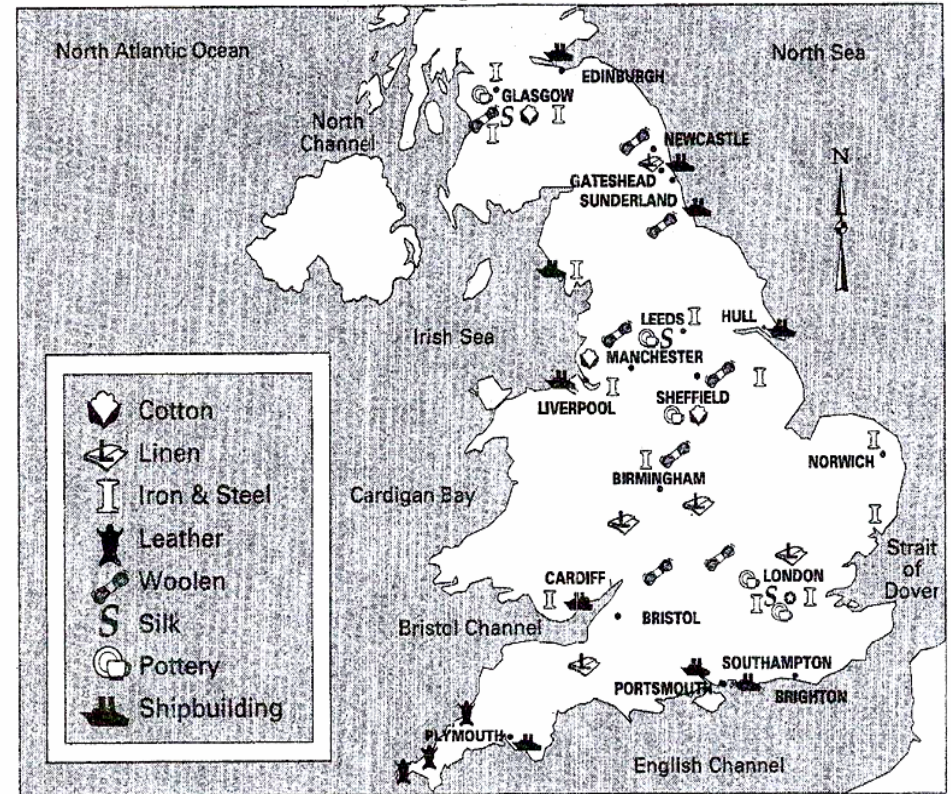 North Atlantic Ocean
North Sea
EDINBURGH
GLASGOW
S
North
Channel
NEWCASTLE
N
GATESHEAD
SUNDERLAND
LEEDS
HULL
Irish Sea
S
MANCHESTER
SHEFFIELD
LIVERPOOL
Cotton
Linen
Iron & Steel
Leather
Woolen
S Silk
Pottery
Shipbuilding
NORWICH
BIRMINGHAM
Cardigan Bay
Strait
of
Dover
CARDIFF
LONDON
S
Bristol Channel
BRISTOL
SOUTHAMPTON
PORTSMOUTH
BRIGHTON
PLYMOUTH
English Channel